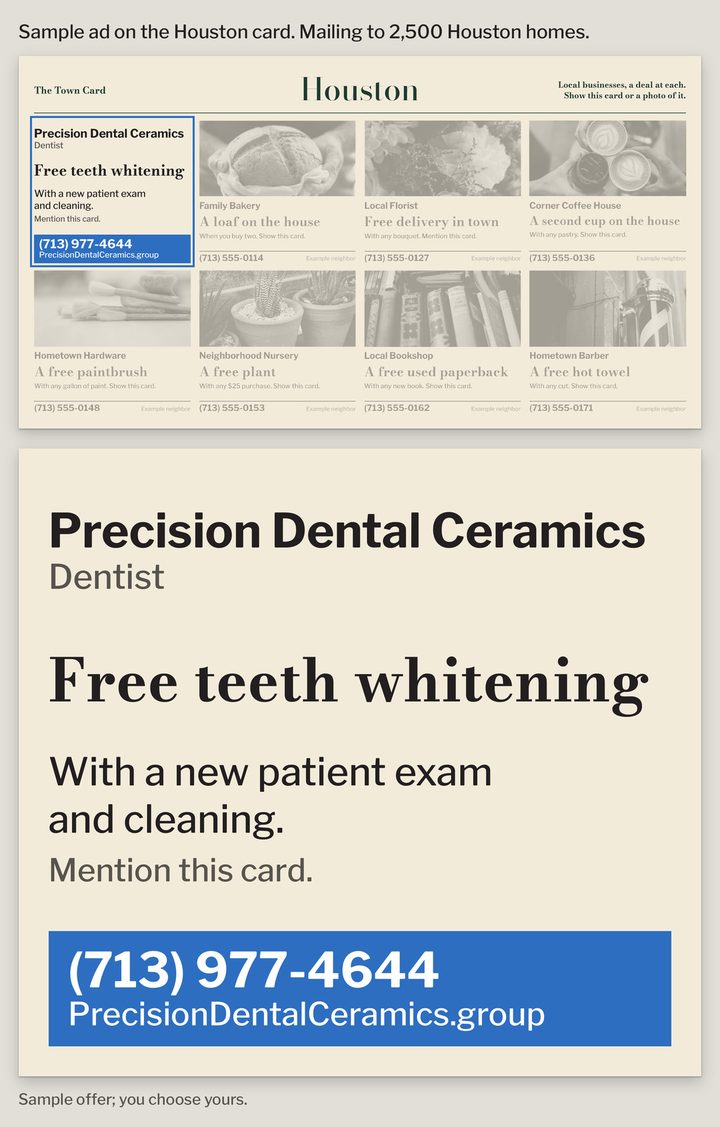 Sample ad on the Houston card. Mailing to 2,500 Houston homes.
The Town Card
Houston
Local businesses, a deal at each.
Show this card or a photo of it.
Precision Dental Ceramics
Dentist
Free teeth whitening
With a new patient exam
and cleaning.
Mention this card.
(713) 977-4644
PrecisionDentalCeramics.group
Family Bakery
A loaf on the house
When you buy two. Show this card.
(713) 555-0114
Example neighbor
Local Florist
Free delivery in town
With any bouquet. Mention this card.
(713) 555-0127
Example neighbor
Corner Coffee House
A second cup on the house
With any pastry. Show this card.
(713) 555-0136
Example neighbor
Hometown Hardware
A free paintbrush
With any gallon of paint. Show this card.
(713) 555-0148
Example neighbor
Neighborhood Nursery
A free plant
With any $25 purchase. Show this card.
(713) 555-0153
Example neighbor
Local Bookshop
A free used paperback
With any new book. Show this card.
(713) 555-0162
Example neighbor
Hometown Barber
A free hot towel
With any cut. Show this card.
(713) 555-0171
Example neighbor
Precision Dental Ceramics
Dentist
Free teeth whitening
With a new patient exam
and cleaning.
Mention this card.
(713) 977-4644
PrecisionDentalCeramics.group
Sample offer; you choose yours.